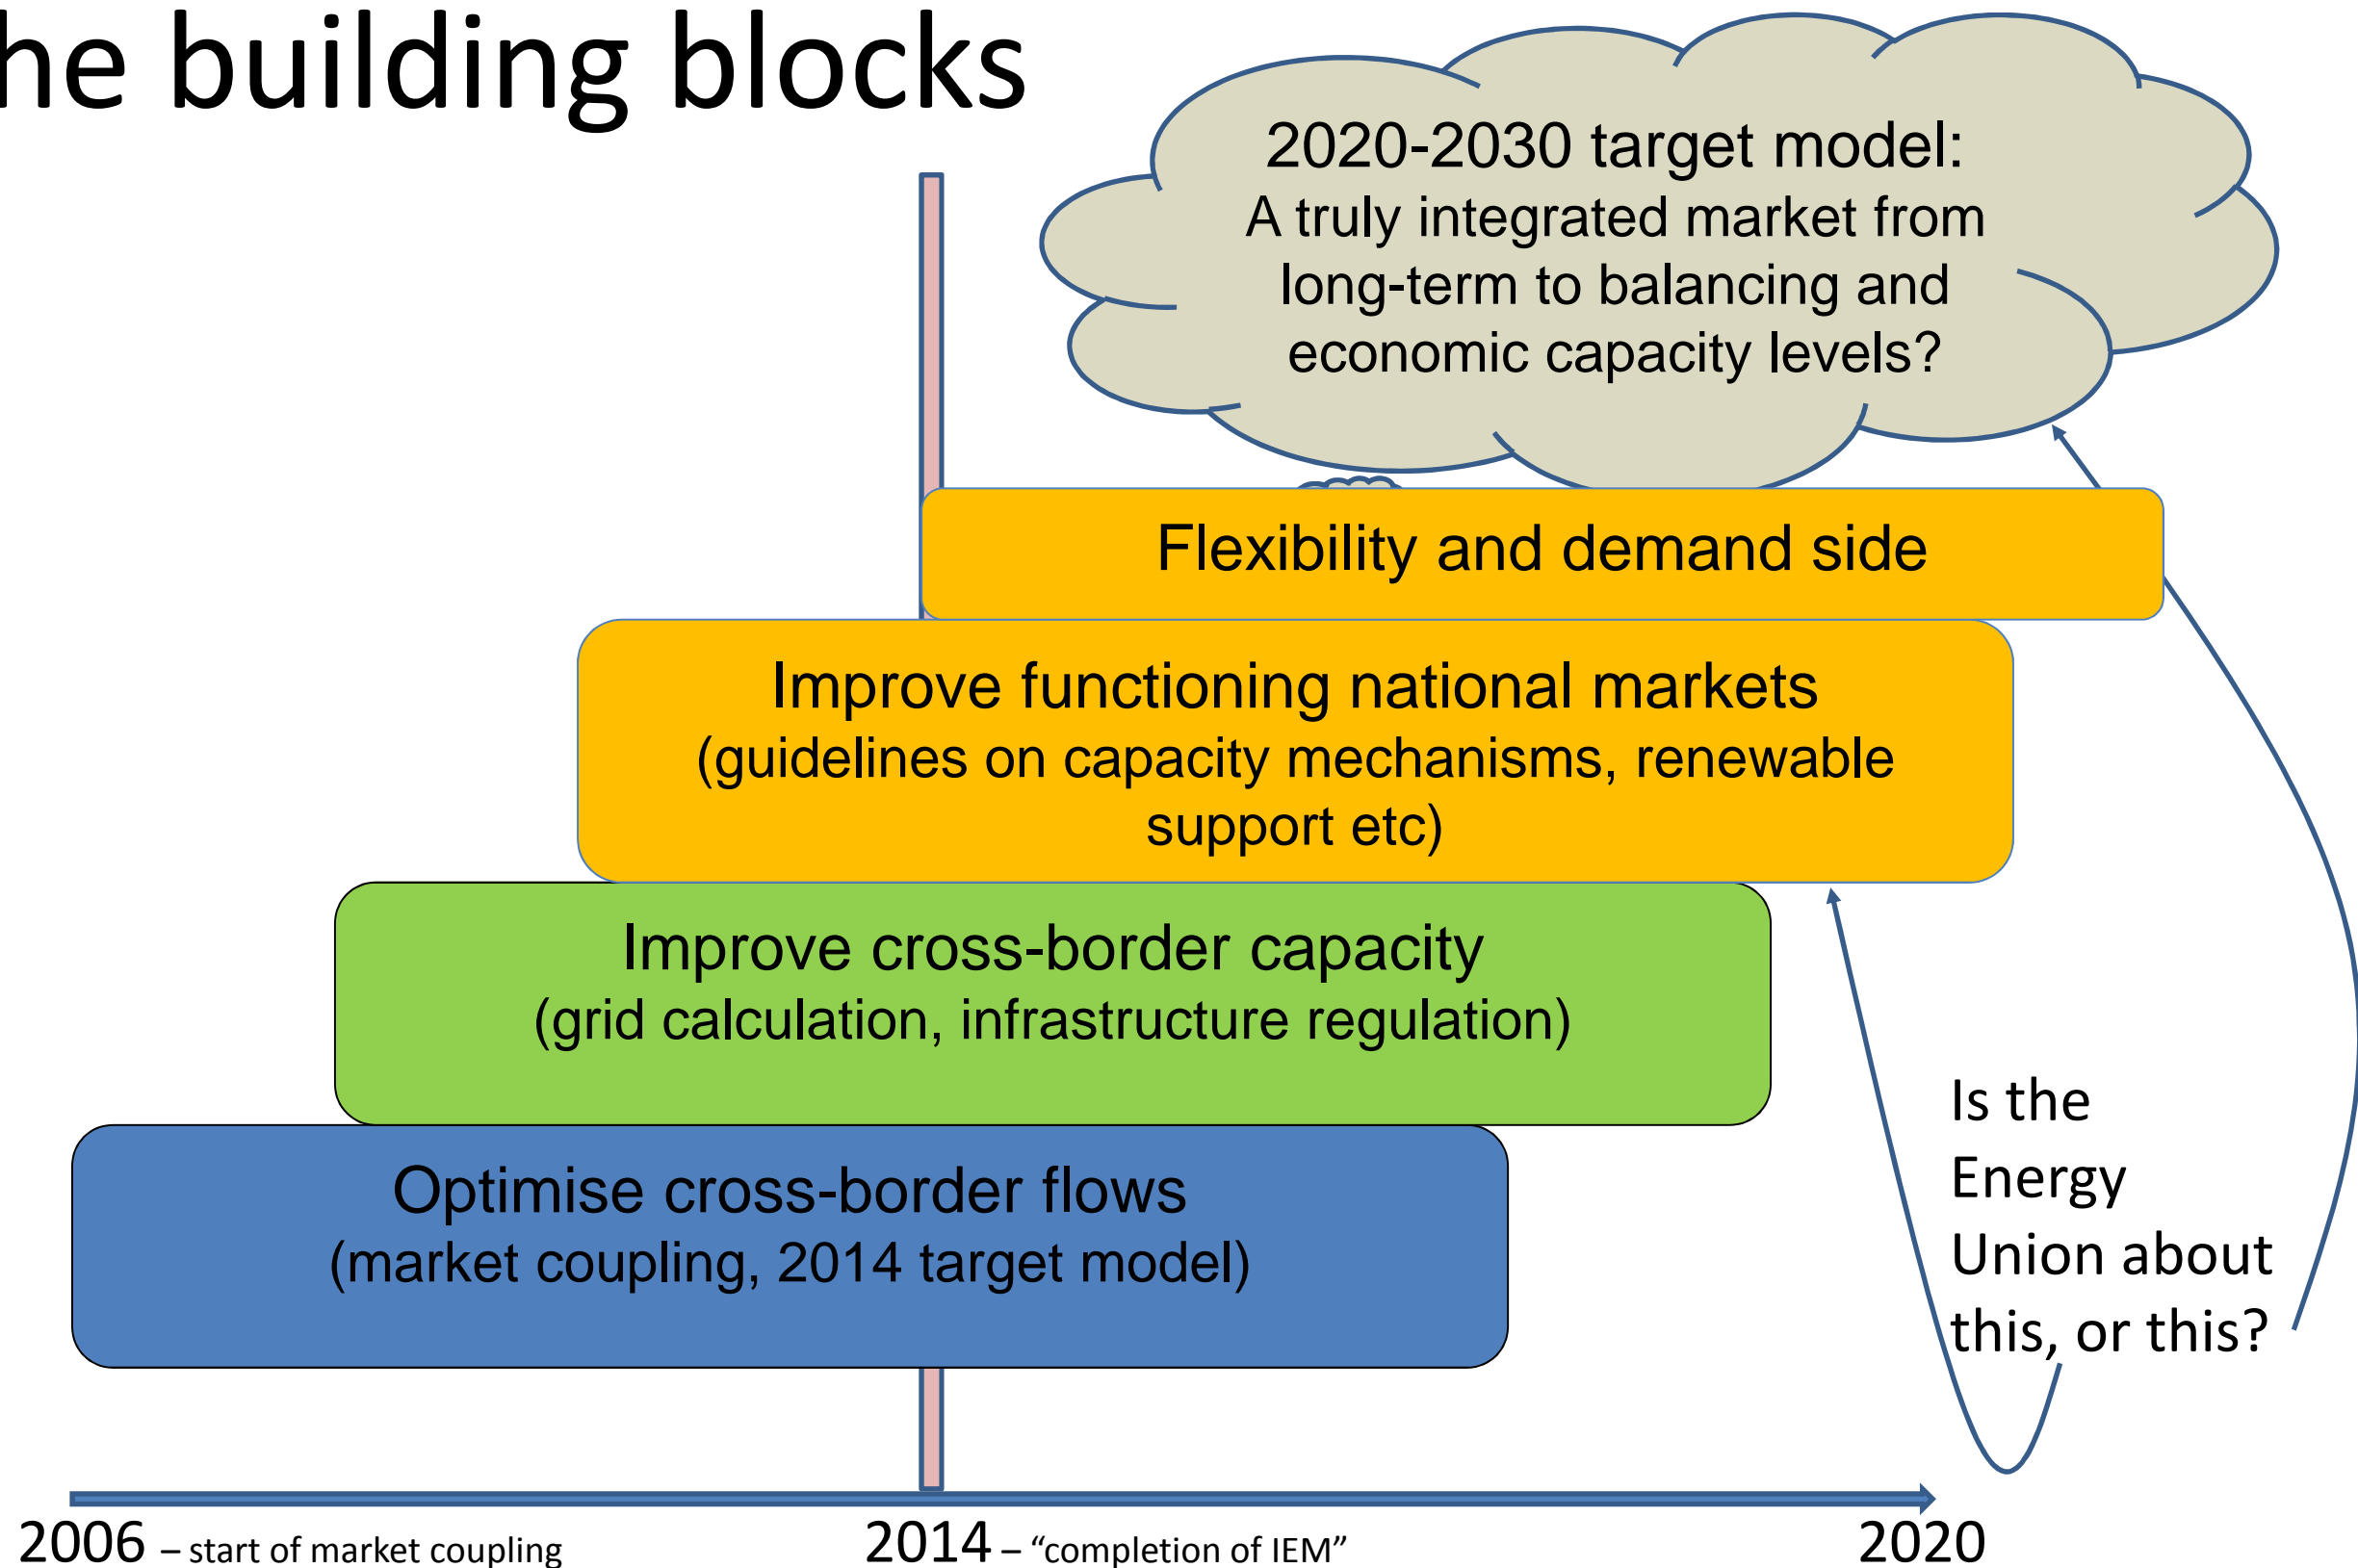 he building blocks
2020-2030 target model:
A truly integrated market from
long-term to balancing and
economic capacity levels?
Flexibility and demand side
Improve functioning national markets
(guidelines on capacity mechanisms, renewable
support etc)
Improve cross-border capacity
(grid calculation, infrastructure regulation)
Optimise cross-border flows
(market coupling, 2014 target model)
Is the
Energy
Union about
this, or this?
2006 – start of market coupling
2014 – “completion of IEM”
2020